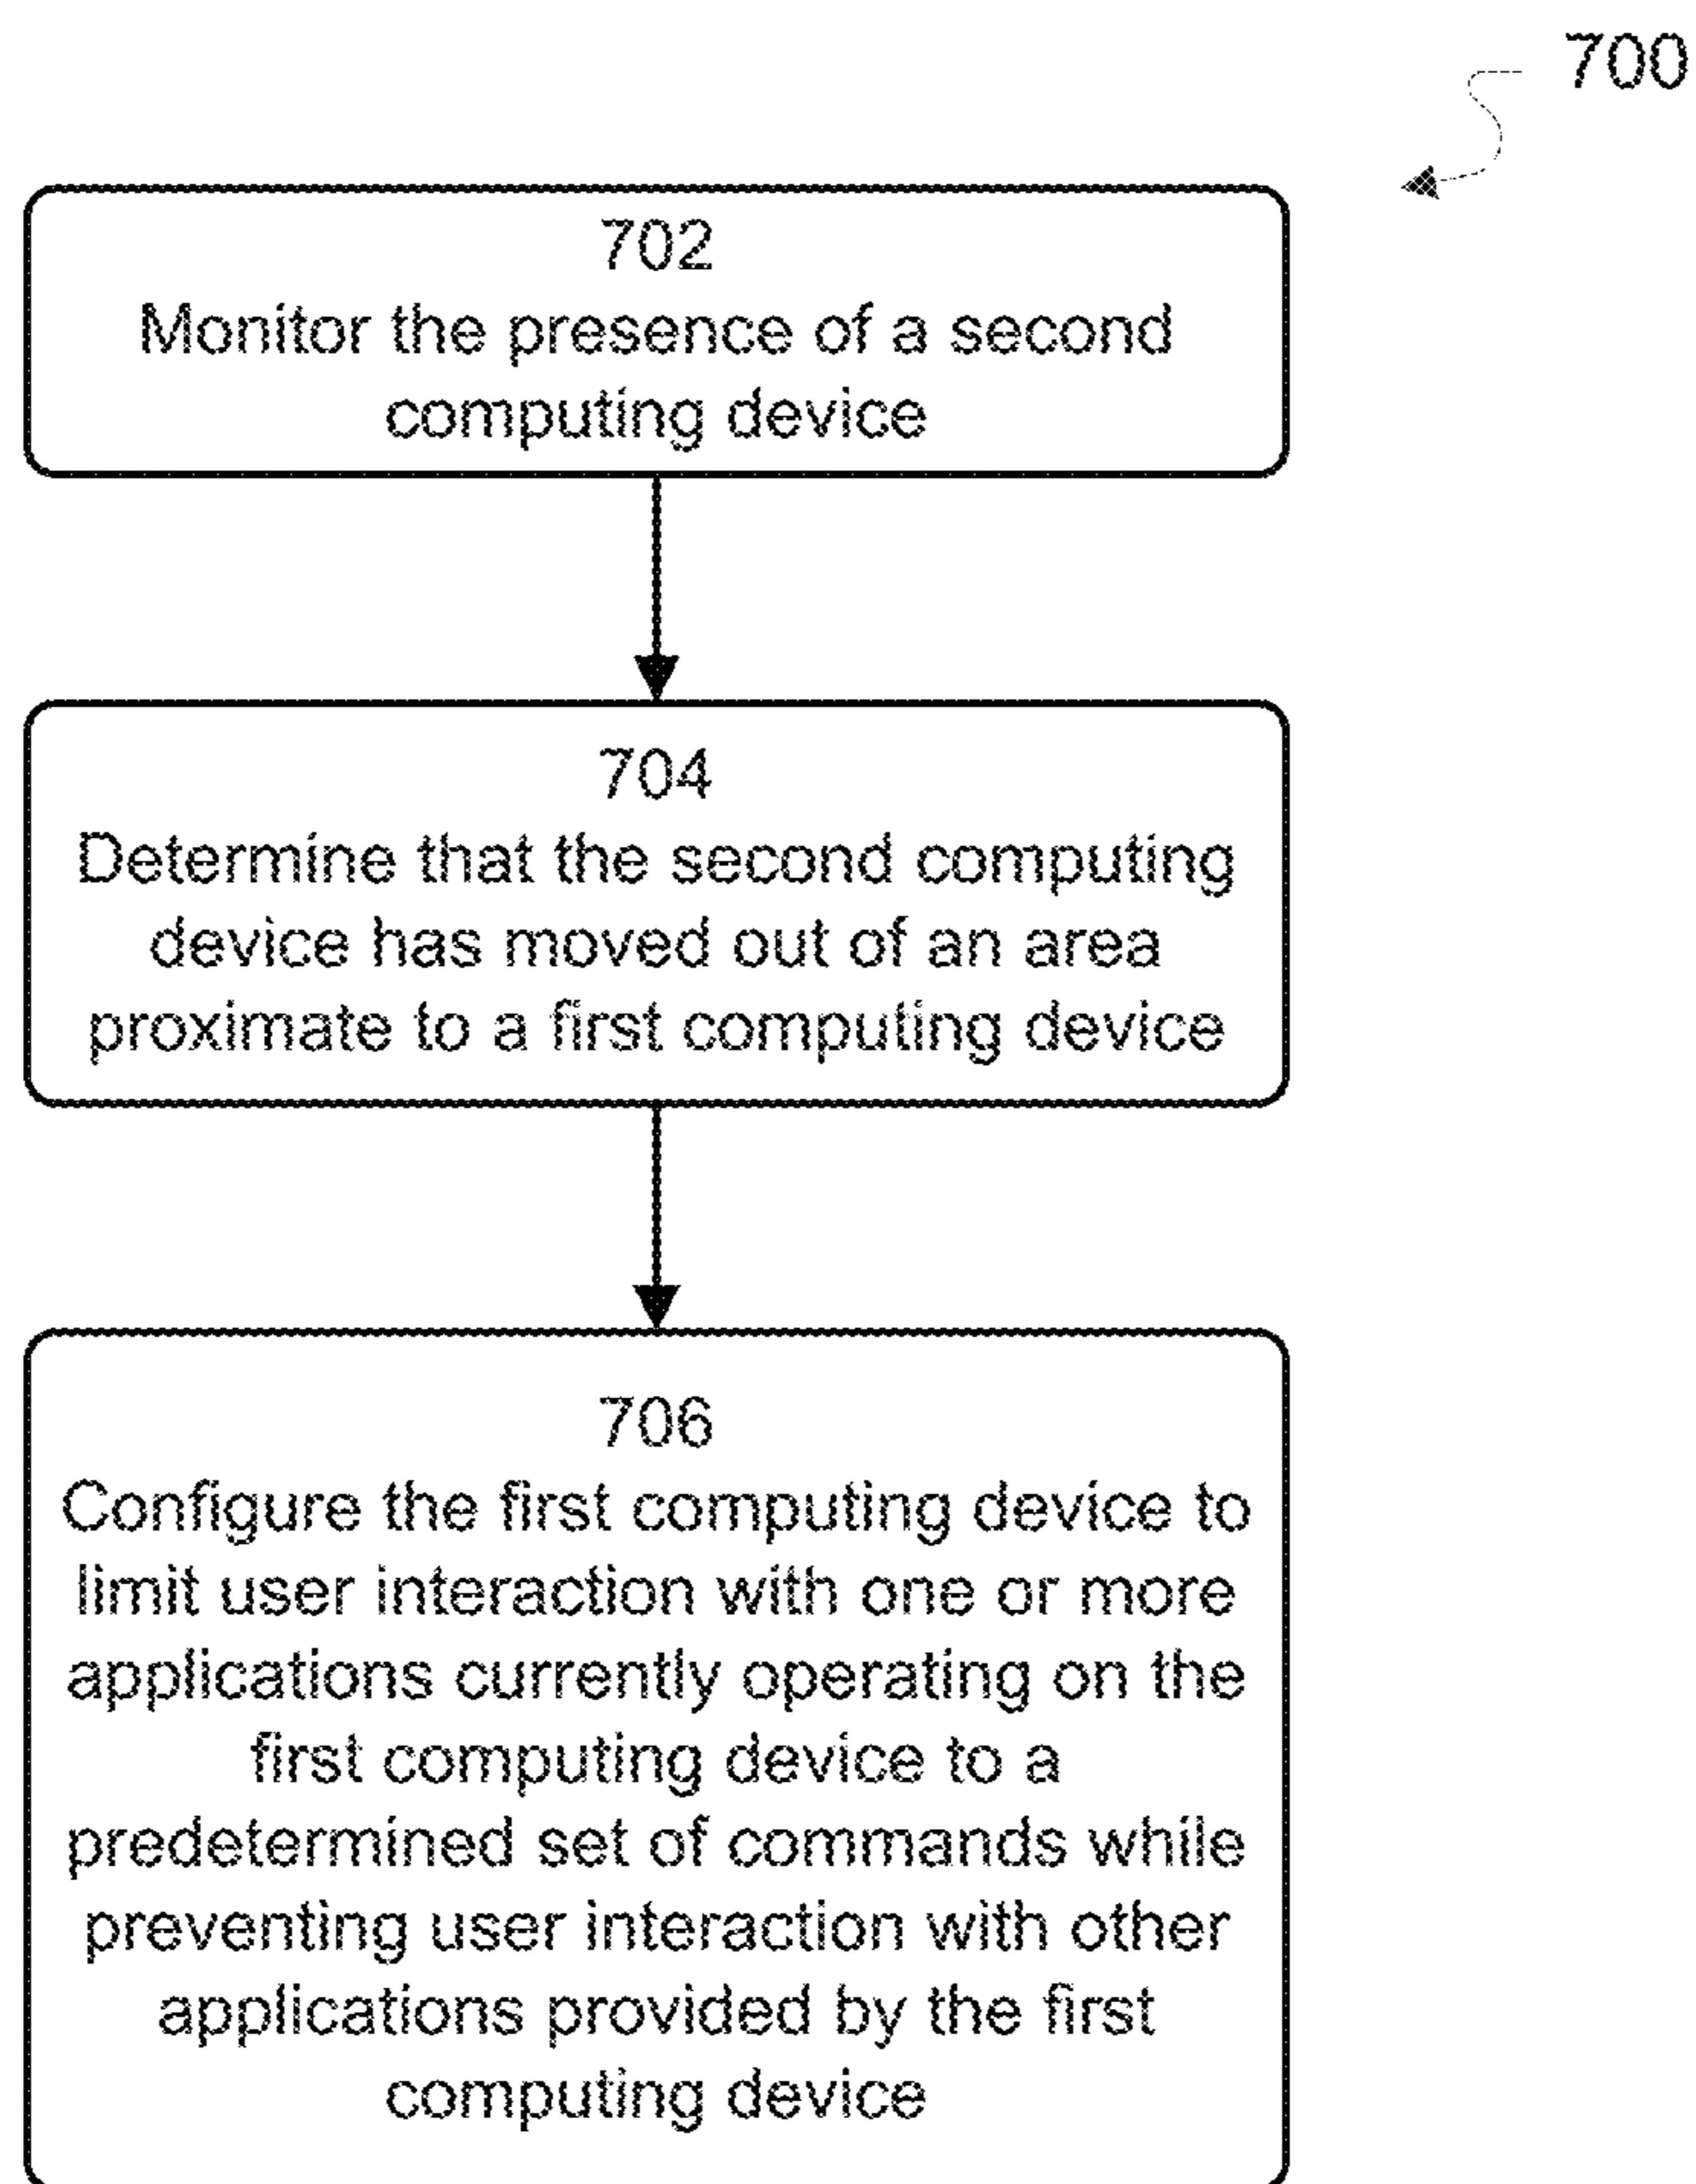 700
702
Monitor the presence of a second
computing device
704
Determine that the second computing
device has moved out of an area
proximate to a first computing device
706
Configure the first computing device to
limit user interaction with one or more
applications currently operating on the
first computing device to a
predetermined set of commands while
preventing user interaction with other
applications provided by the first
computing device